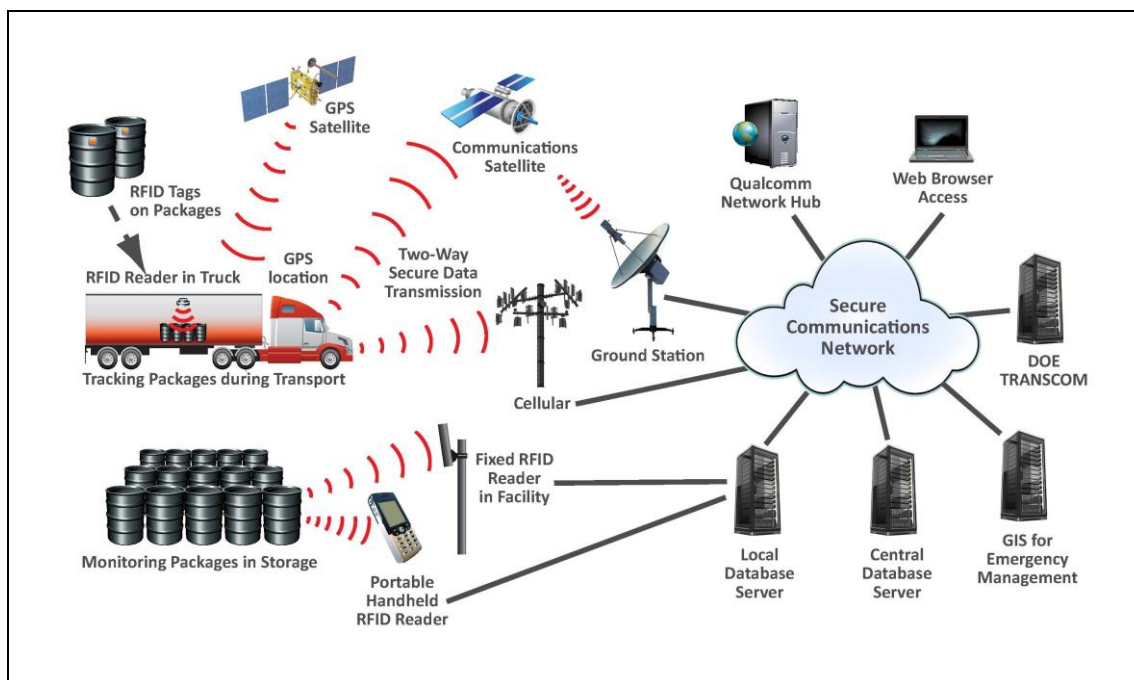 GPS
Satellite
Communications
Satellite
RFID Tags
on Packages
Qualcomm
Network Hub
Web Browser
Access
RFID Reader in Truck
GPS
location
Two-Way
Secure Data
Transmission
Secure
Communications
Network
Ground Station
DOE
TRANSCOM
Tracking Packages during Transport
Cellular
Fixed RFID
Reader
in Facility
Monitoring Packages in Storage
Portable
Handheld
RFID Reader
Local
Database
Server
Central
Database
Server
GIS for
Emergency
Management